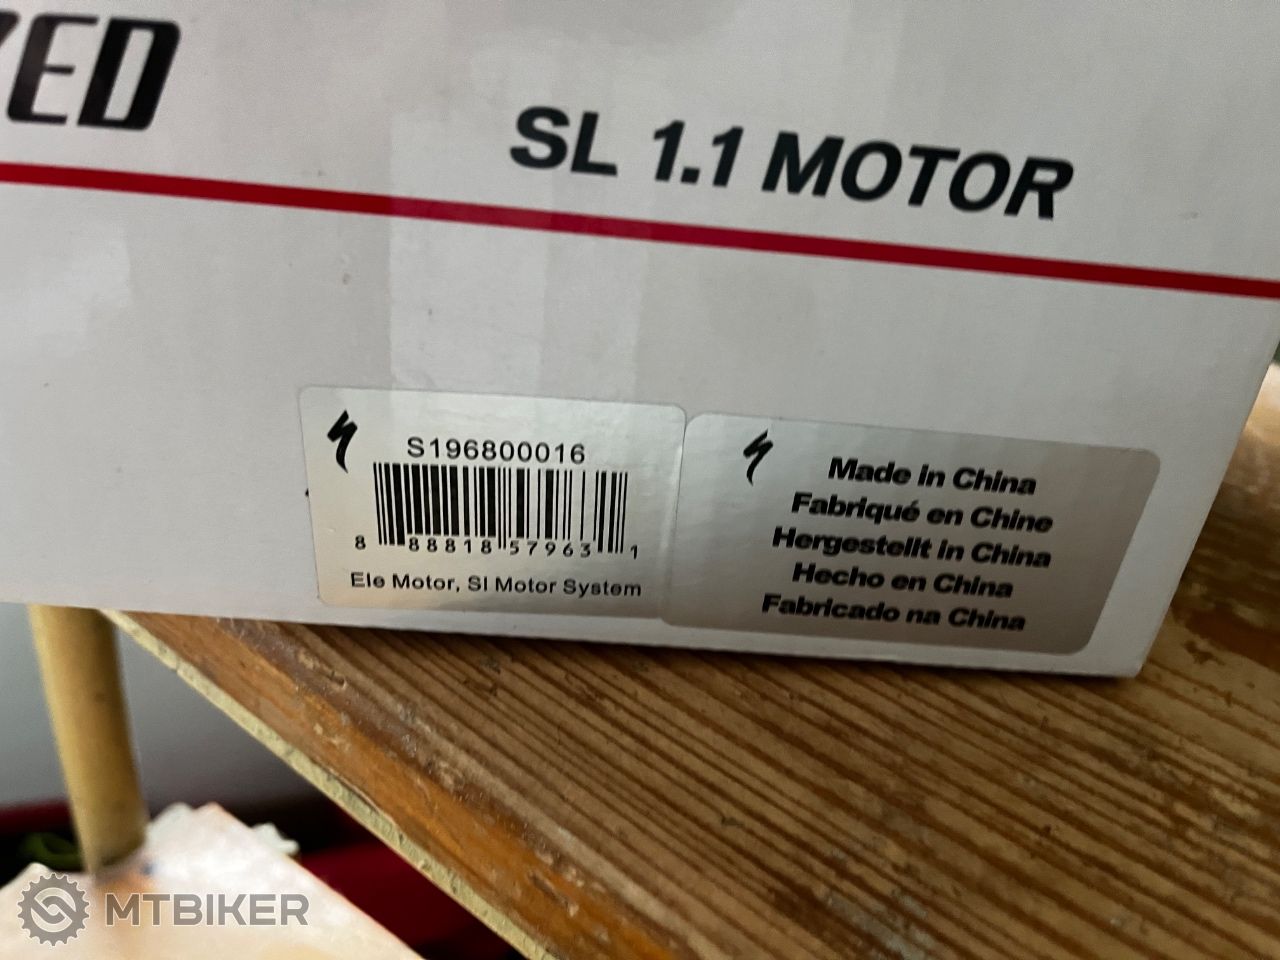 ZED
SL 1.1 MOTOR
S196800016
8 88818 57963 1
Ele Motor, Sl Motor System
Made in China
Fabriqué en Chine
Hergestellt in China
Hecho en China
Fabricado na China
MTBIKER